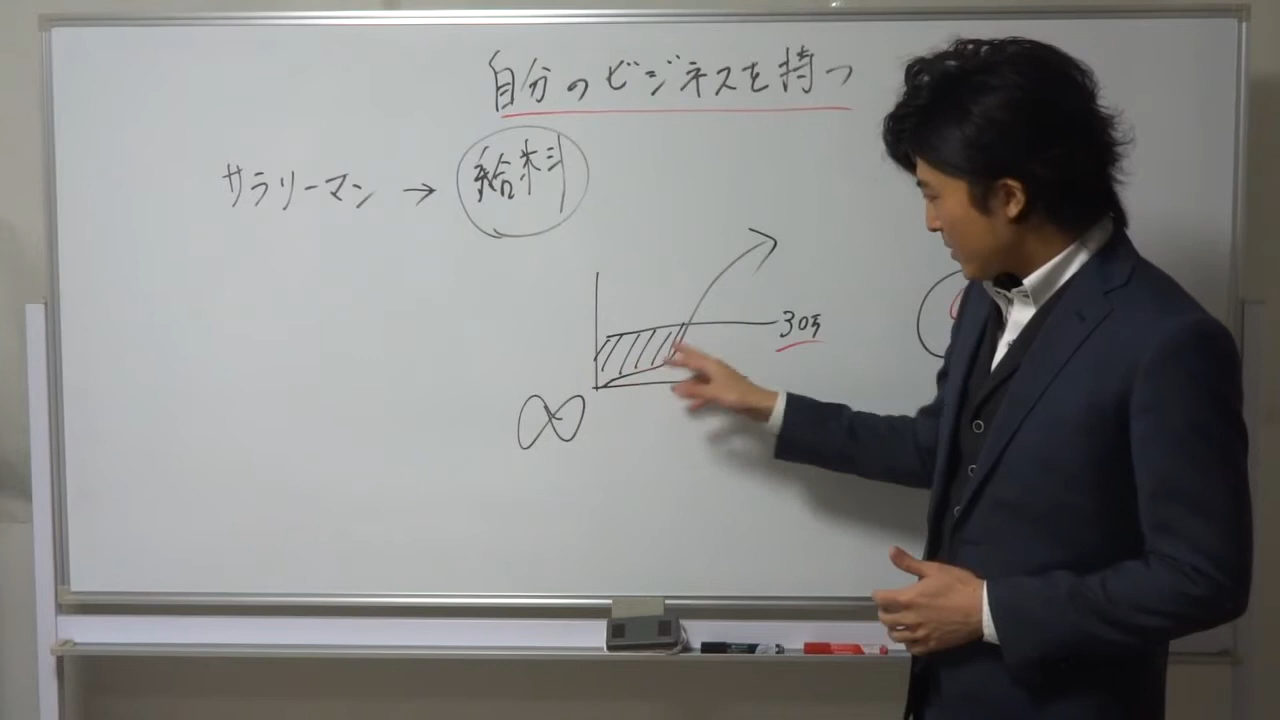 自分のビジネスを持つ
サラリーマン → 給料
30万
∞